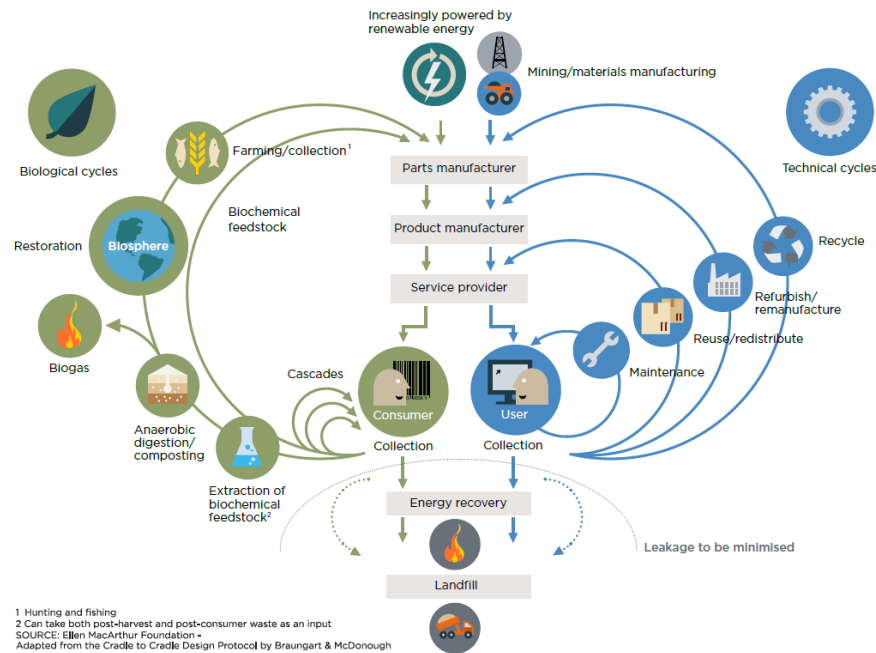 Increasingly powered by
renewable energy
Mining/materials manufacturing
Biological cycles
Technical cycles
Farming/collection¹
Parts manufacturer
Biochemical
feedstock
Restoration
Biosphere
Product manufacturer
Recycle
Service provider
Refurbish/
remanufacture
Reuse/redistribute
Biogas
Maintenance
Cascades
Consumer
User
Anaerobic
digestion/
composting
Collection
Collection
Extraction of
biochemical
feedstock²
Energy recovery
Leakage to be minimised
Landfill
1 Hunting and fishing
2 Can take both post-harvest and post-consumer waste as an input
SOURCE: Ellen MacArthur Foundation -
Adapted from the Cradle to Cradle Design Protocol by Braungart & McDonough